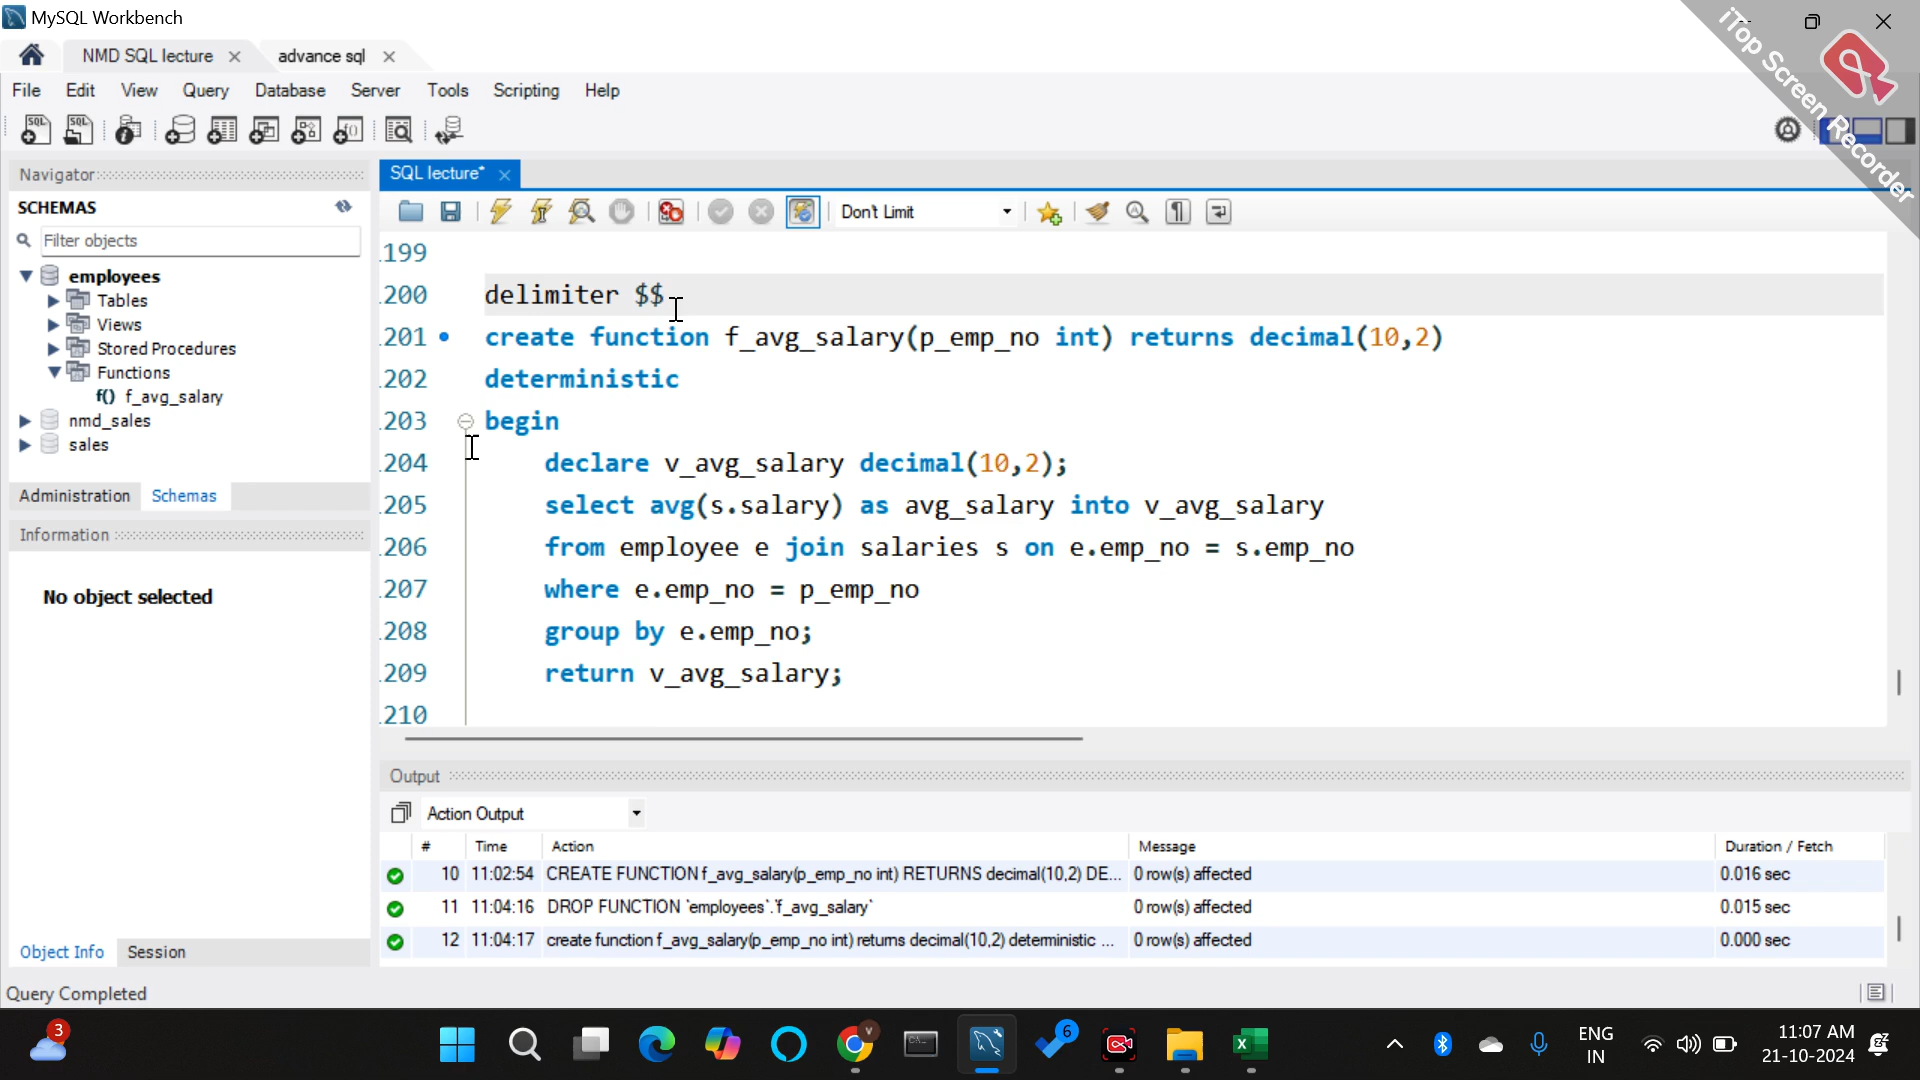 MySQL Workbench
NMD SQL lecture
advance sql
File Edit View Query Database Server Tools Scripting Help
iTop Screen Recorder
Navigator
SCHEMAS
Filter objects
employees
Tables
Views
Stored Procedures
Functions
f() f_avg_salary
nmd_sales
sales
Administration Schemas
Information
No object selected
Object Info Session
SQL lecture*
Don't Limit
199
200 delimiter $$
201 create function f_avg_salary(p_emp_no int) returns decimal(10,2)
202 deterministic
203 begin
204 declare v_avg_salary decimal(10,2);
205 select avg(s.salary) as avg_salary into v_avg_salary
206 from employee e join salaries s on e.emp_no = s.emp_no
207 where e.emp_no = p_emp_no
208 group by e.emp_no;
209 return v_avg_salary;
210
Output
Action Output
# Time Action Message Duration / Fetch
10 11:02:54 CREATE FUNCTION f_avg_salary(p_emp_no int) RETURNS decimal(10,2) DE... 0 row(s) affected 0.016 sec
11 11:04:16 DROP FUNCTION `employees`.`f_avg_salary` 0 row(s) affected 0.015 sec
12 11:04:17 create function f_avg_salary(p_emp_no int) returns decimal(10,2) deterministic ... 0 row(s) affected 0.000 sec
Query Completed
3
V
6
ENG
IN
11:07 AM
21-10-2024